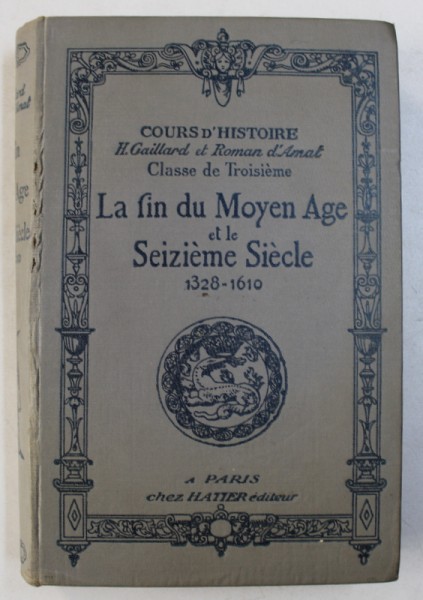 COURS D'HISTOIRE
H. Gaillard et Roman d'Amat
Classe de Troisième
La fin du Moyen Age
et le
Seizième Siècle
1328-1610
A PARIS
chez HATIER éditeur